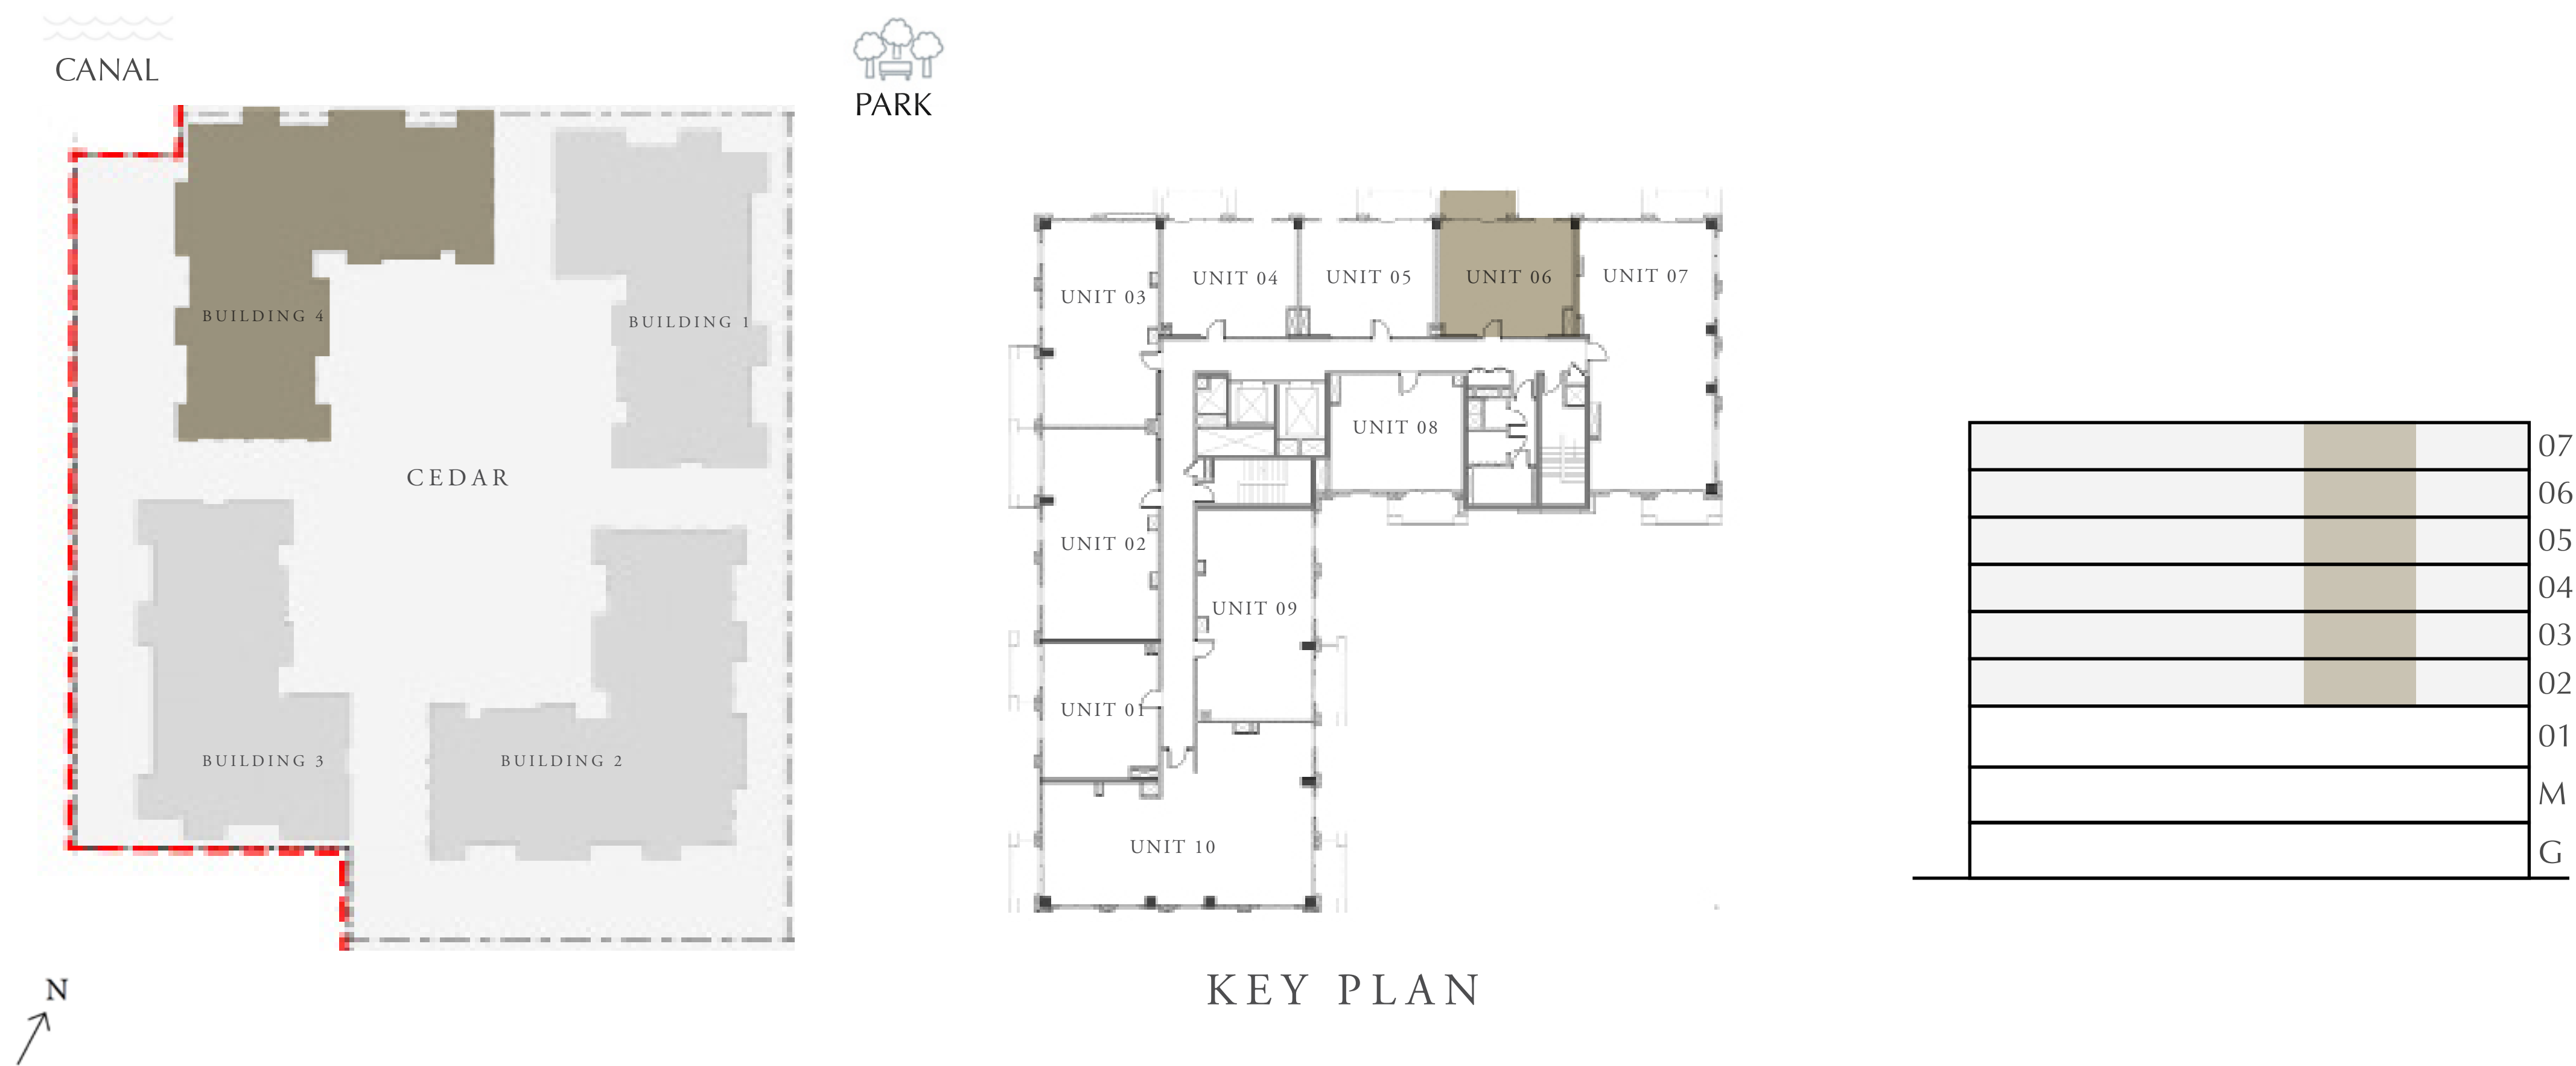 CANAL
PARK
BUILDING 4
BUILDING 1
CEDAR
BUILDING 3
BUILDING 2
N
UNIT 03
UNIT 04
UNIT 05
UNIT 06
UNIT 07
UNIT 08
UNIT 02
UNIT 09
UNIT 01
UNIT 10
KEY PLAN
07
06
05
04
03
02
01
M
G